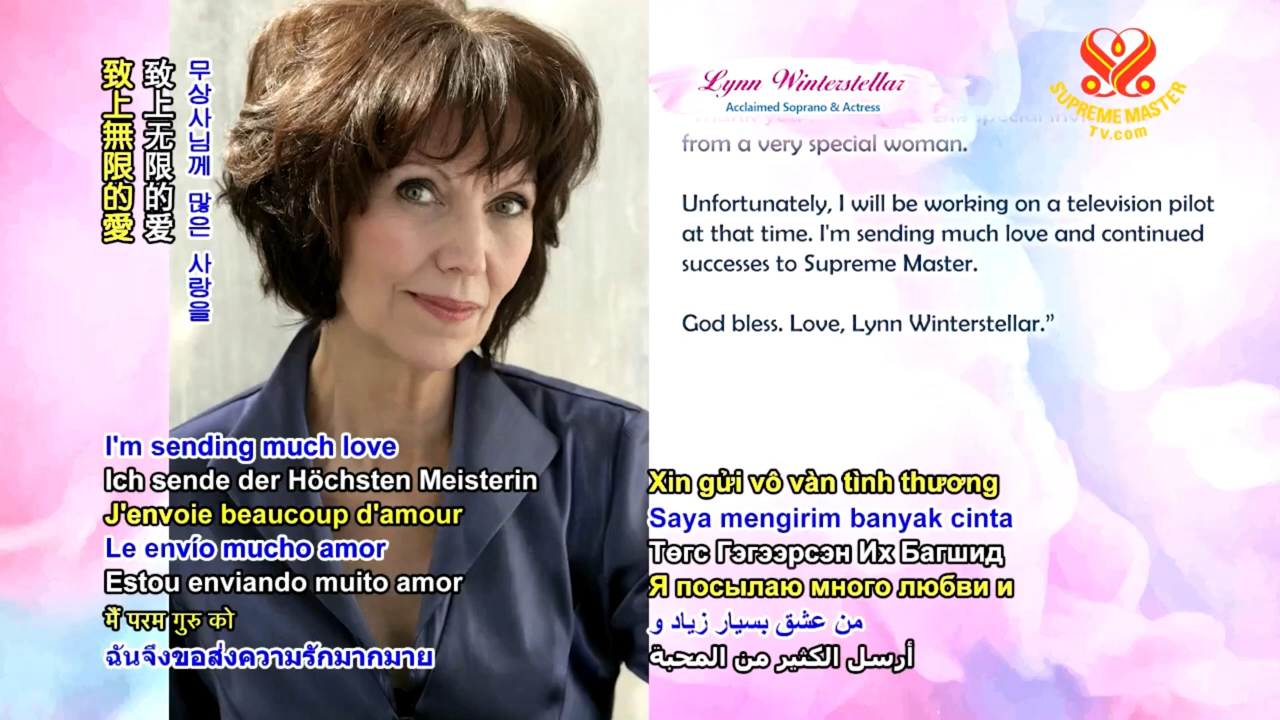 致上無限的愛
致上无限的爱
무상사님께 많은 사랑을
Lynn Winterstellar
Acclaimed Soprano & Actress
SUPREME MASTER
TV.com
from a very special woman.
Unfortunately, I will be working on a television pilot
at that time. I'm sending much love and continued
successes to Supreme Master.
God bless. Love, Lynn Winterstellar.”
I'm sending much love
Ich sende der Höchsten Meisterin
J'envoie beaucoup d'amour
Le envío mucho amor
Estou enviando muito amor
मैं परम गुरु को
ฉันจึงขอส่งความรักมากมาย
Xin gửi vô vàn tình thương
Saya mengirim banyak cinta
Төгс Гэгээрсэн Их Багшид
Я посылаю много любви и
من عشق بسیار زیاد و
أرسل الكثير من المحبة